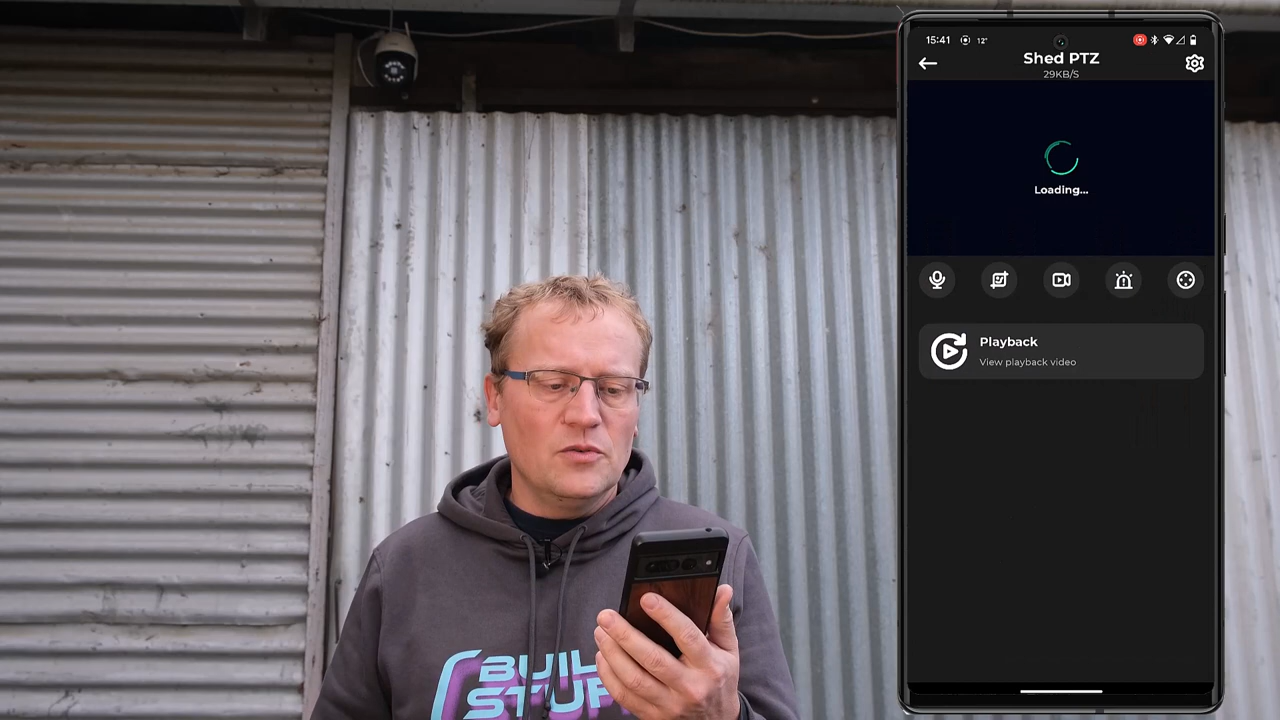 15:41
12°
Shed PTZ
29KB/S
Loading...
Playback
View playback video
BUIL
STUF